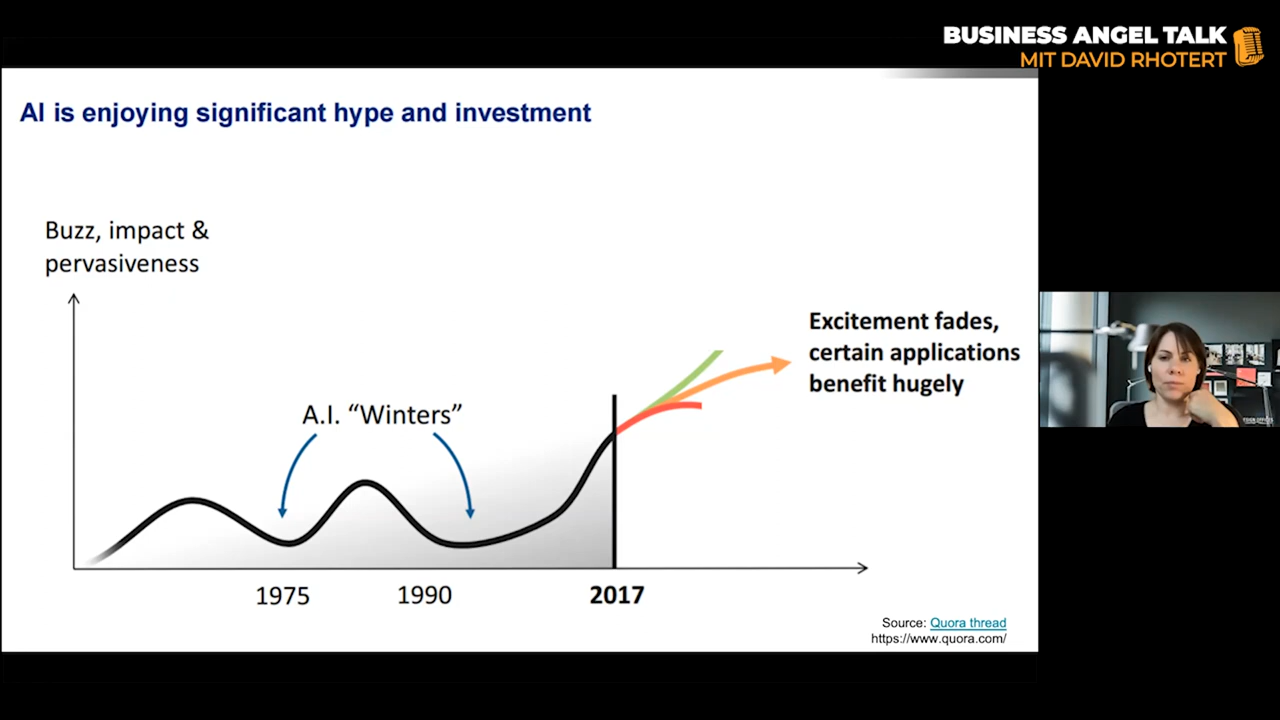 BUSINESS ANGEL TALK
MIT DAVID RHOTERT
AI is enjoying significant hype and investment
Buzz, impact &
pervasiveness
Excitement fades,
certain applications
benefit hugely
A.I. “Winters”
1975
1990
2017
Source: Quora thread
https://www.quora.com/